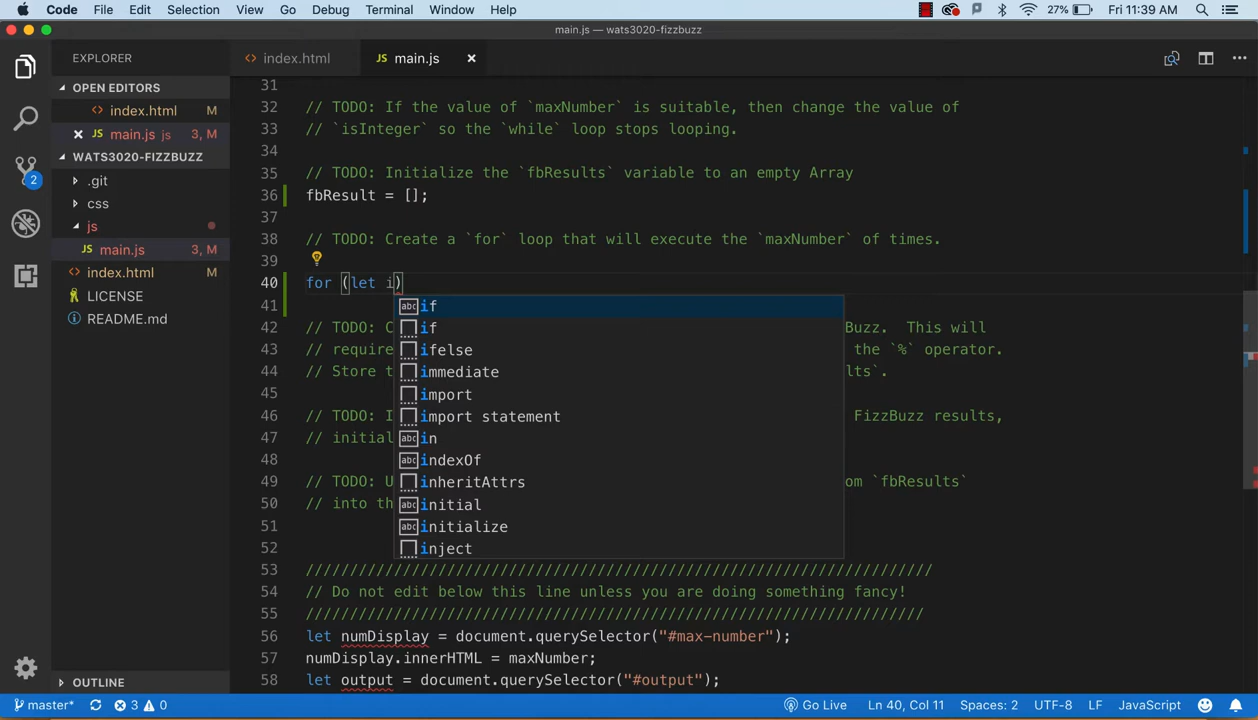 Code File Edit Selection View Go Debug Terminal Window Help 27% Fri 11:39 AM
main.js — wats3020-fizzbuzz
EXPLORER
<> index.html
JS main.js ×
OPEN EDITORS
<> index.html M
× JS main.js js 3, M
WATS3020-FIZZBUZZ
.git
css
js
JS main.js 3, M
<> index.html M
LICENSE
README.md
OUTLINE
2
31
32 // TODO: If the value of `maxNumber` is suitable, then change the value of
33 // `isInteger` so the `while` loop stops looping.
34
35 // TODO: Initialize the `fbResults` variable to an empty Array
36 fbResult = [];
37
38 // TODO: Create a `for` loop that will execute the `maxNumber` of times.
39
40 for (let i)
41
abc if
if
ifelse
immediate
import
import statement
abc in
abc indexOf
inheritAttrs
abc initial
abc initialize
inject
42 // TODO: C Buzz. This will
43 // require the `%` operator.
44 // Store t lts`.
45
46 // TODO: I FizzBuzz results,
47 // initial
48
49 // TODO: U om `fbResults`
50 // into th
51
52
53 ///////////////////////////////////////////////////////////////////////
54 // Do not edit below this line unless you are doing something fancy!
55 //////////////////////////////////////////////////////////////////////
56 let numDisplay = document.querySelector("#max-number");
57 numDisplay.innerHTML = maxNumber;
58 let output = document.querySelector("#output");
master* 3 0 Go Live Ln 40, Col 11 Spaces: 2 UTF-8 LF JavaScript